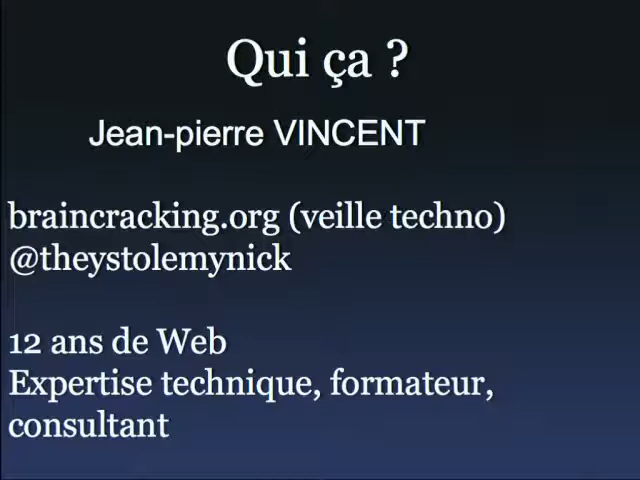 Qui ça ?
Jean-pierre VINCENT
braincracking.org (veille techno)
@theystolemynick
12 ans de Web
Expertise technique, formateur,
consultant